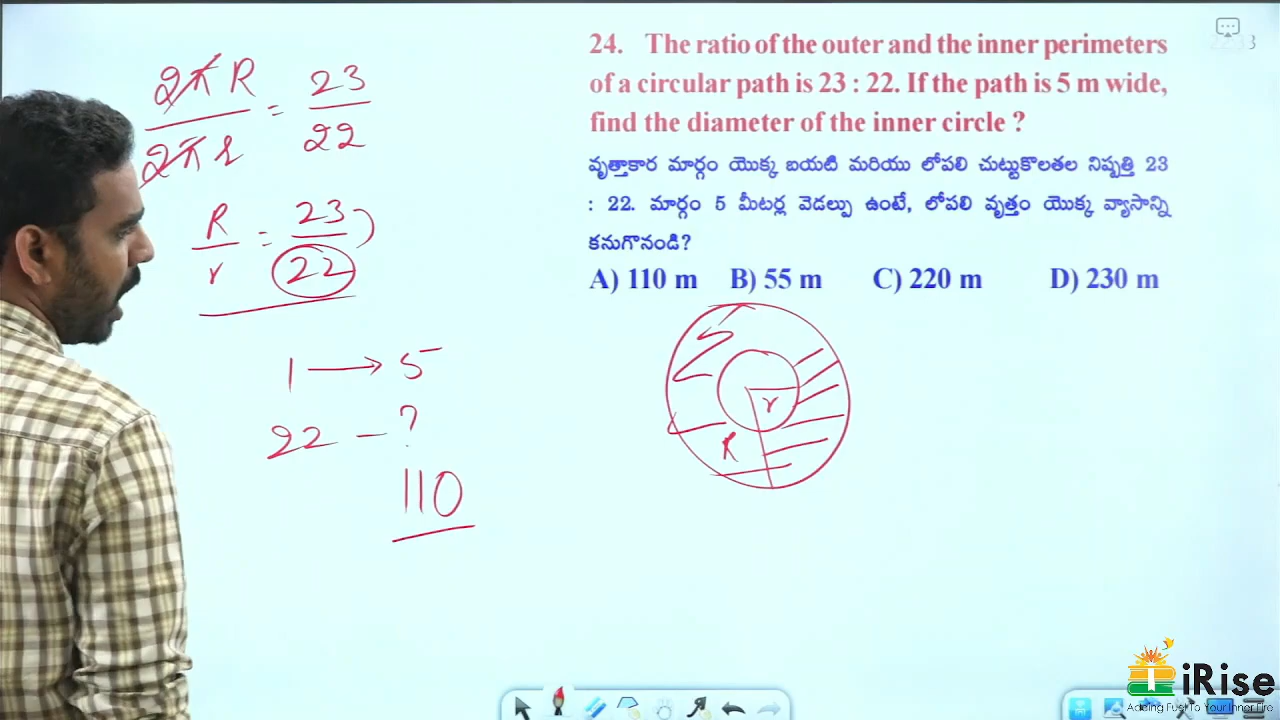 24. The ratio of the outer and the inner perimeters
of a circular path is 23 : 22. If the path is 5 m wide,
find the diameter of the inner circle ?
వృత్తాకార మార్గం యొక్క బయటి మరియు లోపలి చుట్టుకొలతల నిష్పత్తి 23
: 22. మార్గం 5 మీటర్ల వెడల్పు ఉంటే, లోపలి వృత్తం యొక్క వ్యాసాన్ని
కనుగొనండి?
A) 110 m B) 55 m C) 220 m D) 230 m
2πR / 2πr = 23 / 22
R / r = 23 / 22
1 → 5
22 – ?
110
r
R
iRise
Adding Fuel To Your Inner Fire